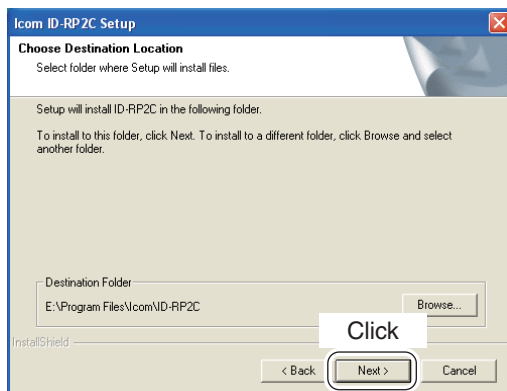 Icom ID-RP2C Setup
Choose Destination Location
Select folder where Setup will install files.
Setup will install ID-RP2C in the following folder.
To install to this folder, click Next. To install to a different folder, click Browse and select
another folder.
Destination Folder
E:\Program Files\Icom\ID-RP2C
Browse...
Click
InstallShield
< Back
Next >
Cancel